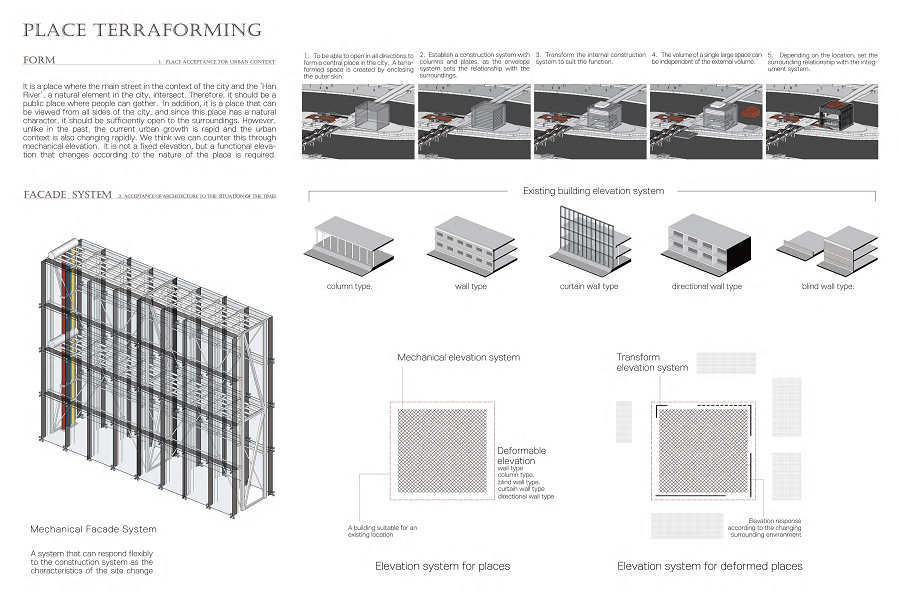 PLACE TERRAFORMING
FORM
1. PLACE ACCEPTANCE FOR URBAN CONTEXT
It is a place where the main street in the context of the city and the 'Han
River', a natural element in the city, intersect. Therefore, it should be a
public place where people can gather. In addition, it is a place that can
be viewed from all sides of the city, and since this place has a natural
character, it should be sufficiently open to the surroundings. However,
unlike in the past, the current urban growth is rapid and the urban
context is also changing rapidly. We think we can counter this through
mechanical elevation. It is not a fixed elevation, but a functional eleva-
tion that changes according to the nature of the place is required.
1. To be able to open in all directions to
form a central place in the city. A terra-
formed space is created by enclosing
the outer skin.
2. Establish a construction system with
columns and plates, as the envelope
system sets the relationship with the
surroundings.
3. Transform the internal construction
system to suit the function.
4. The volume of a single large space can
be independent of the external volume.
5. Depending on the location, set the
surrounding relationship with the integ-
ument system.
FACADE SYSTEM
2. ACCEPTANCE OF ARCHITECTURE TO THE SITUATION OF THE TIMES
Existing building elevation system
column type.
wall type
curtain wall type
directional wall type
blind wall type.
Mechanical Facade System
A system that can respond flexibly
to the construction system as the
characteristics of the site change
Mechanical elevation system
Deformable
elevation
wall type
column type.
blind wall type.
curtain wall type
directional wall type
A building suitable for an
existing location
Elevation system for places
Transform
elevation system
Elevation response
according to the changing
surrounding environment
Elevation system for deformed places